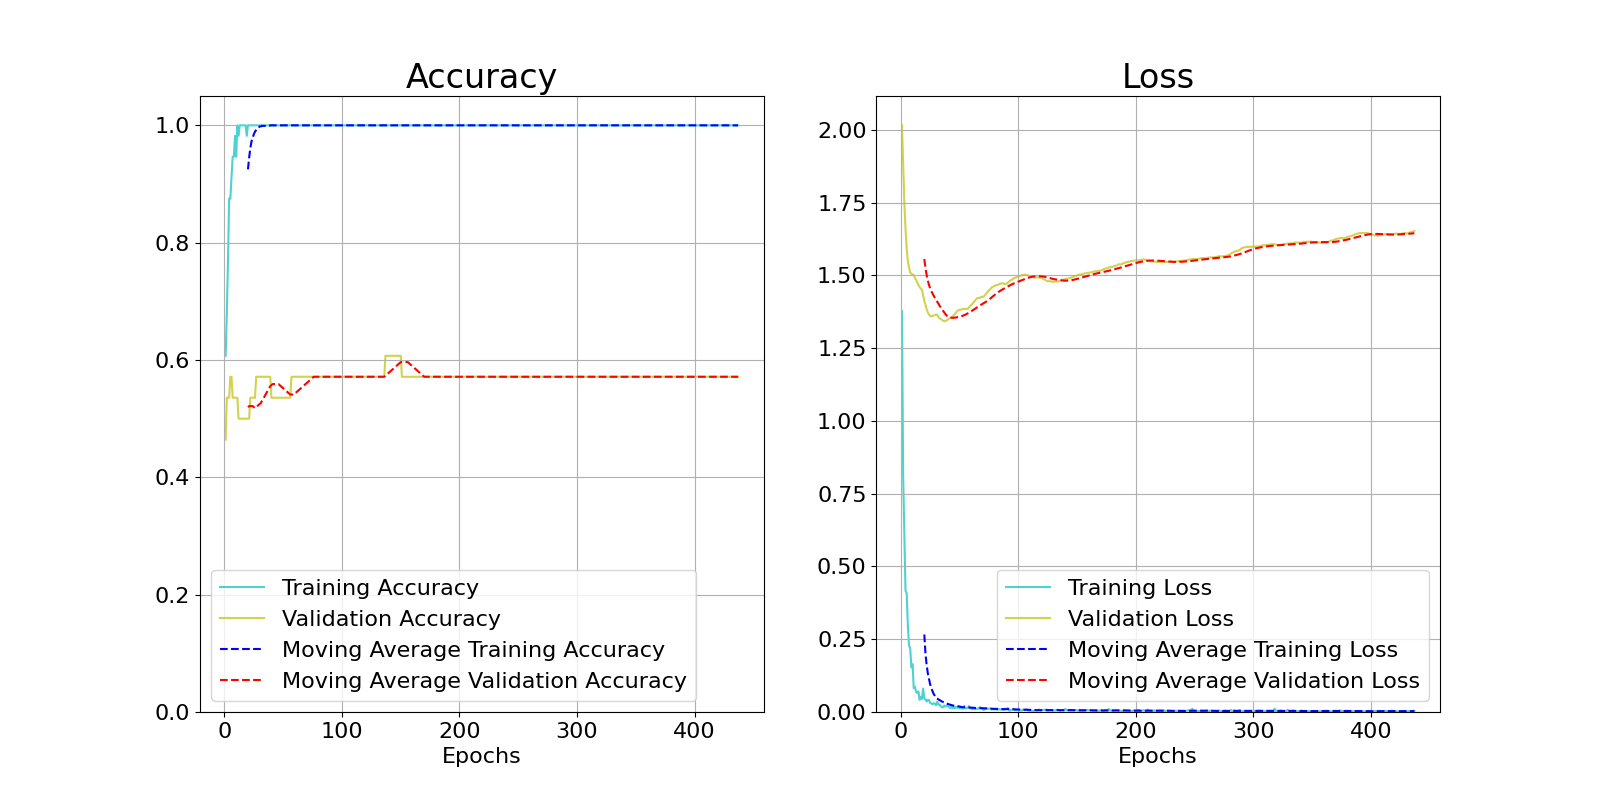 Accuracy
1.0
0.8
0.6
0.4
0.2
0.0
0 100 200 300 400
Epochs
Training Accuracy
Validation Accuracy
Moving Average Training Accuracy
Moving Average Validation Accuracy
Loss
2.00
1.75
1.50
1.25
1.00
0.75
0.50
0.25
0.00
0 100 200 300 400
Epochs
Training Loss
Validation Loss
Moving Average Training Loss
Moving Average Validation Loss